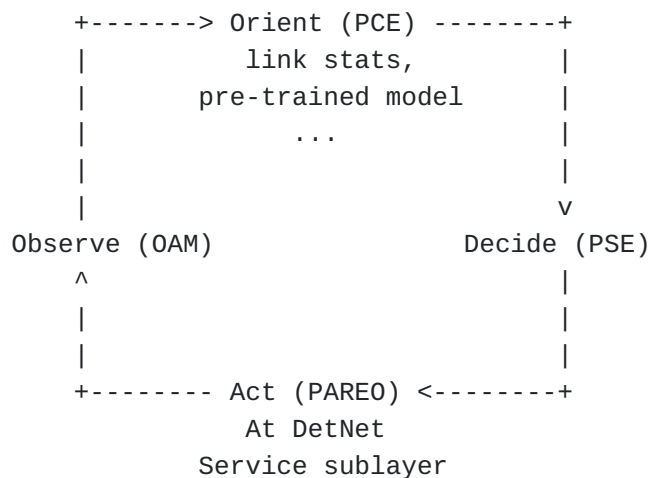 +-------> Orient (PCE) --------+
|          link stats,         |
|       pre-trained model      |
|             ...              |
|                              |
|                              v
Observe (OAM)                Decide (PSE)
^                              |
|                              |
|                              |
+-------- Act (PAREO) <--------+
At DetNet
Service sublayer